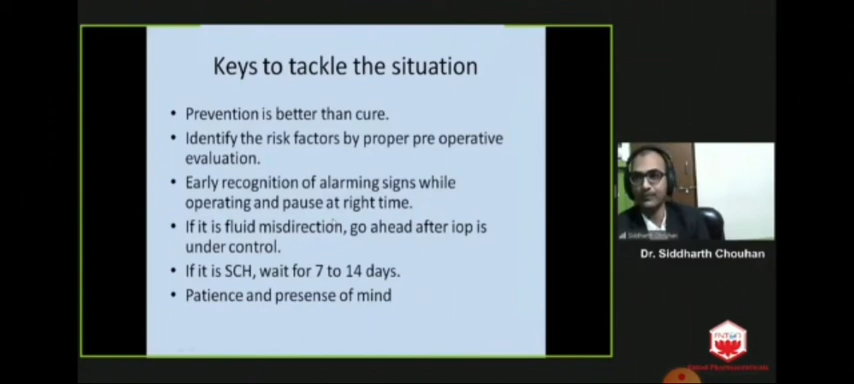 Keys to tackle the situation
• Prevention is better than cure.
• Identify the risk factors by proper pre operative
evaluation.
• Early recognition of alarming signs while
operating and pause at right time.
• If it is fluid misdirection, go ahead after iop is
under control.
• If it is SCH, wait for 7 to 14 days.
• Patience and presense of mind
Siddharth Chouhan
Dr. Siddharth Chouhan